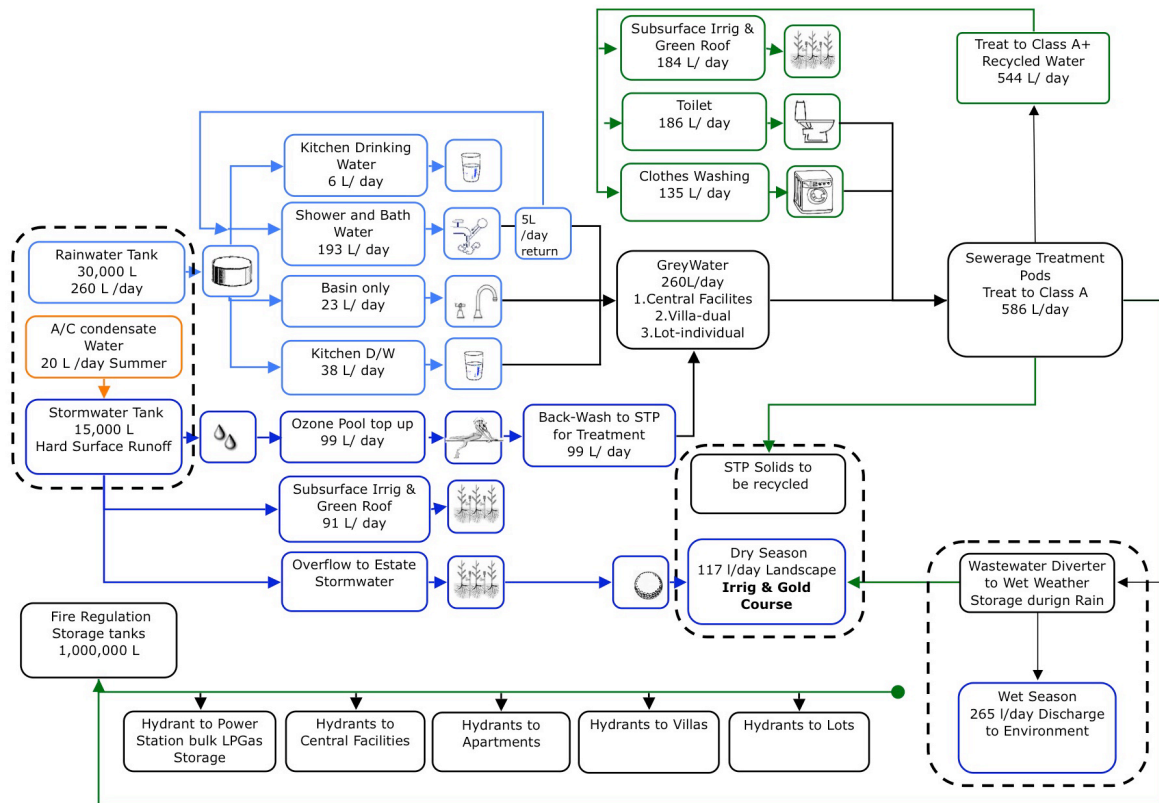 Subsurface Irrig &
Green Roof
184 L/ day
Treat to Class A+
Recycled Water
544 L/ day
Toilet
186 L/ day
Clothes Washing
135 L/ day
Kitchen Drinking
Water
6 L/ day
Shower and Bath
Water
193 L/ day
5L
/day
return
Rainwater Tank
30,000 L
260 L /day
Basin only
23 L/ day
Kitchen D/W
38 L/ day
GreyWater
260L/day
1.Central Facilites
2.Villa-dual
3.Lot-individual
Sewerage Treatment
Pods
Treat to Class A
586 L/day
A/C condensate
Water
20 L /day Summer
Stormwater Tank
15,000 L
Hard Surface Runoff
Ozone Pool top up
99 L/ day
Back-Wash to STP
for Treatment
99 L/ day
Subsurface Irrig &
Green Roof
91 L/ day
STP Solids to
be recycled
Overflow to Estate
Stormwater
Dry Season
117 l/day Landscape
Irrig & Gold
Course
Wastewater Diverter
to Wet Weather
Storage durign Rain
Fire Regulation
Storage tanks
1,000,000 L
Wet Season
265 l/day Discharge
to Environment
Hydrant to Power
Station bulk LPGas
Storage
Hydrants to
Central Facilities
Hydrants to
Apartments
Hydrants to Villas
Hydrants to Lots